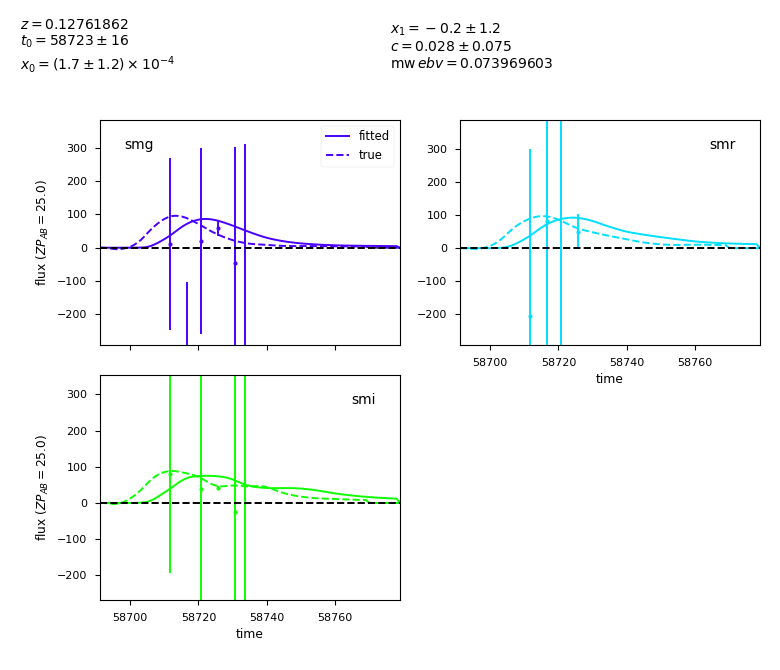 z = 0.12761862
t₀ = 58723 ± 16
x₀ = (1.7 ± 1.2) × 10⁻⁴
x₁ = −0.2 ± 1.2
c = 0.028 ± 0.075
mw ebv = 0.073969603
smg
fitted
true
300
200
100
0
−100
−200
flux (ZP_AB = 25.0)
smr
300
200
100
0
−100
−200
58700 58720 58740 58760
time
smi
300
200
100
0
−100
−200
flux (ZP_AB = 25.0)
58700 58720 58740 58760
time